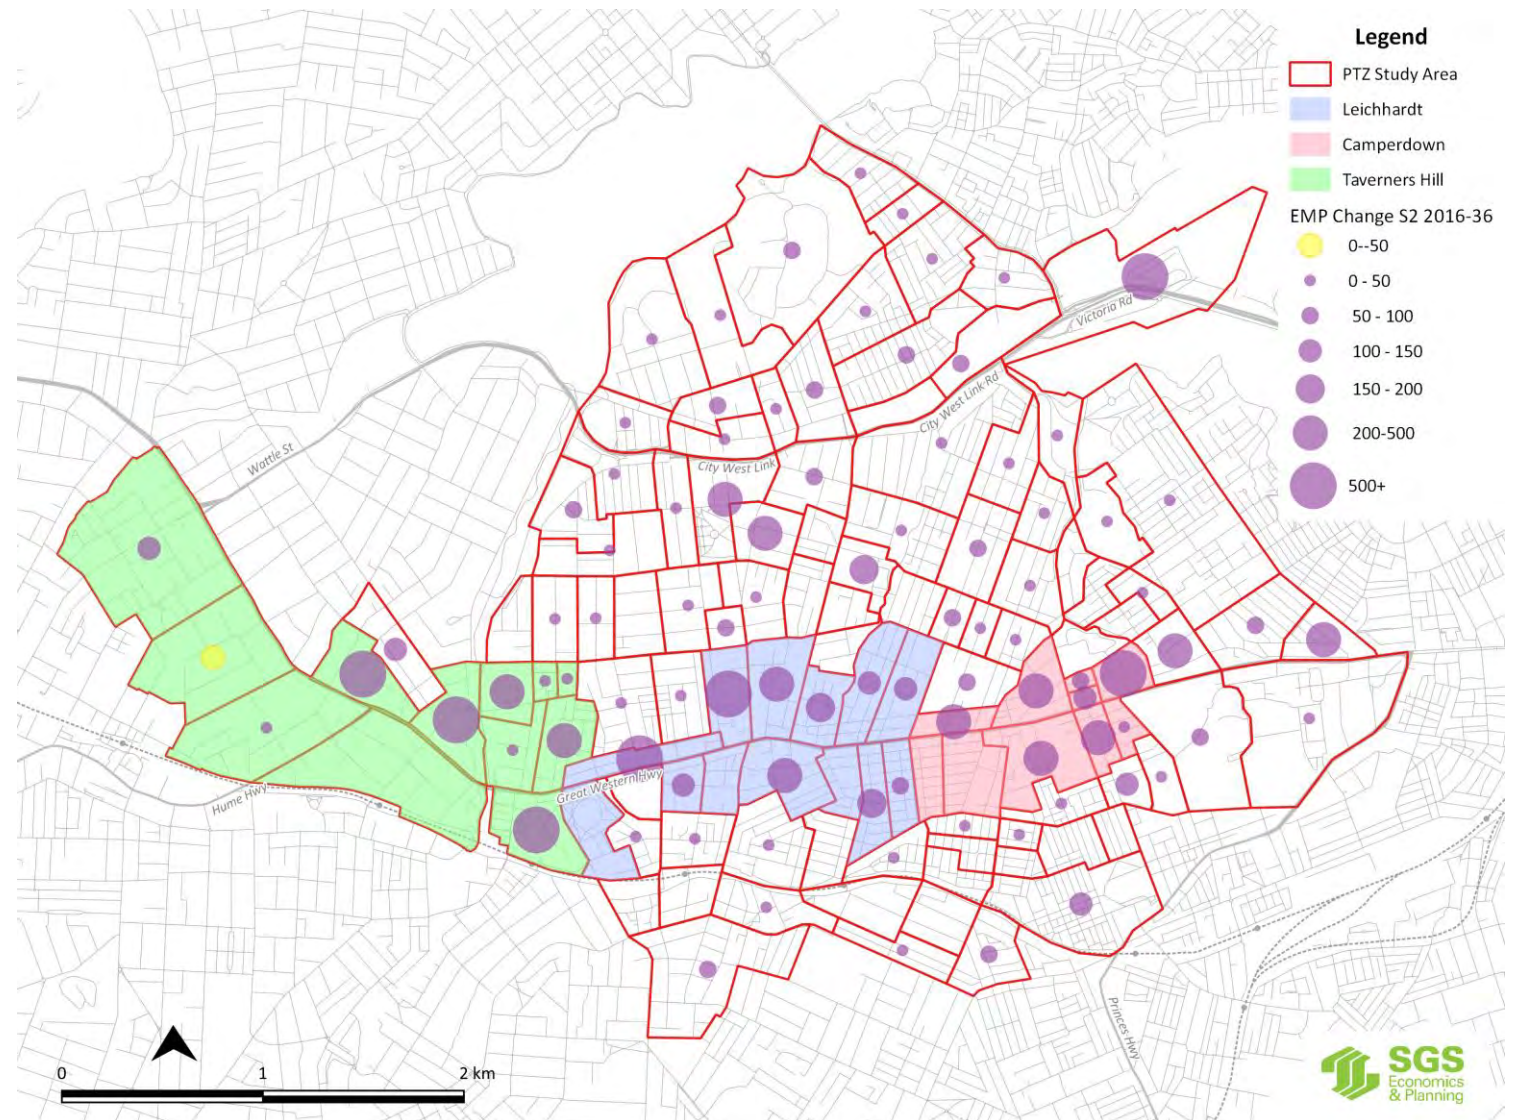 Legend
PTZ Study Area
Leichhardt
Camperdown
Taverners Hill
EMP Change S2 2016-36
0--50
0 - 50
50 - 100
100 - 150
150 - 200
200-500
500+
Victoria Rd
City West Link Rd
Wattle St
City West Link
Great Western Hwy
Hume Hwy
Princes Hwy
0 1 2 km
SGS
Economics
& Planning